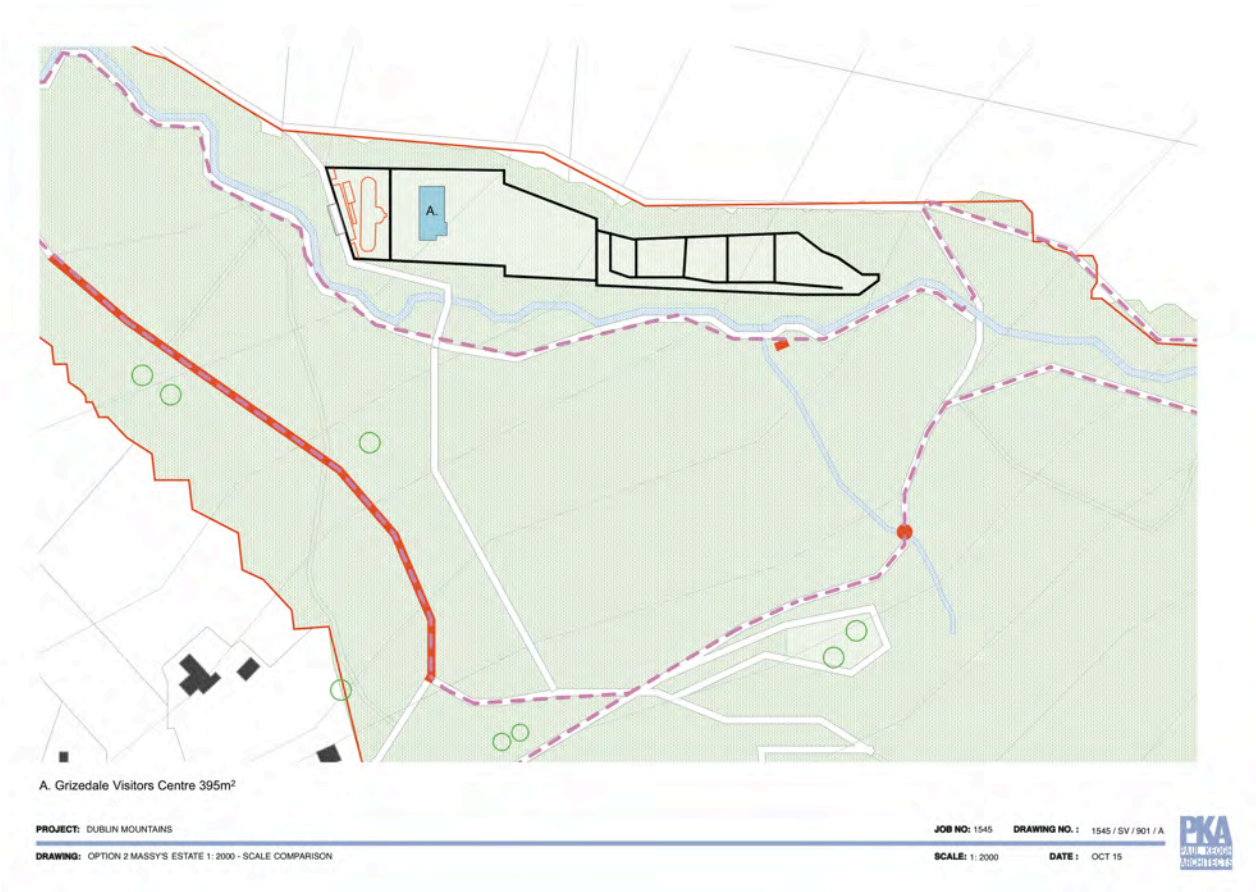 A.
A. Grizedale Visitors Centre 395m²
PROJECT: DUBLIN MOUNTAINS
JOB NO: 1545 DRAWING NO. : 1545 / SV / 901 / A
DRAWING: OPTION 2 MASSY'S ESTATE 1: 2000 - SCALE COMPARISON
SCALE: 1: 2000 DATE : OCT 15
PKA
PAUL KEOGH
ARCHITECTS